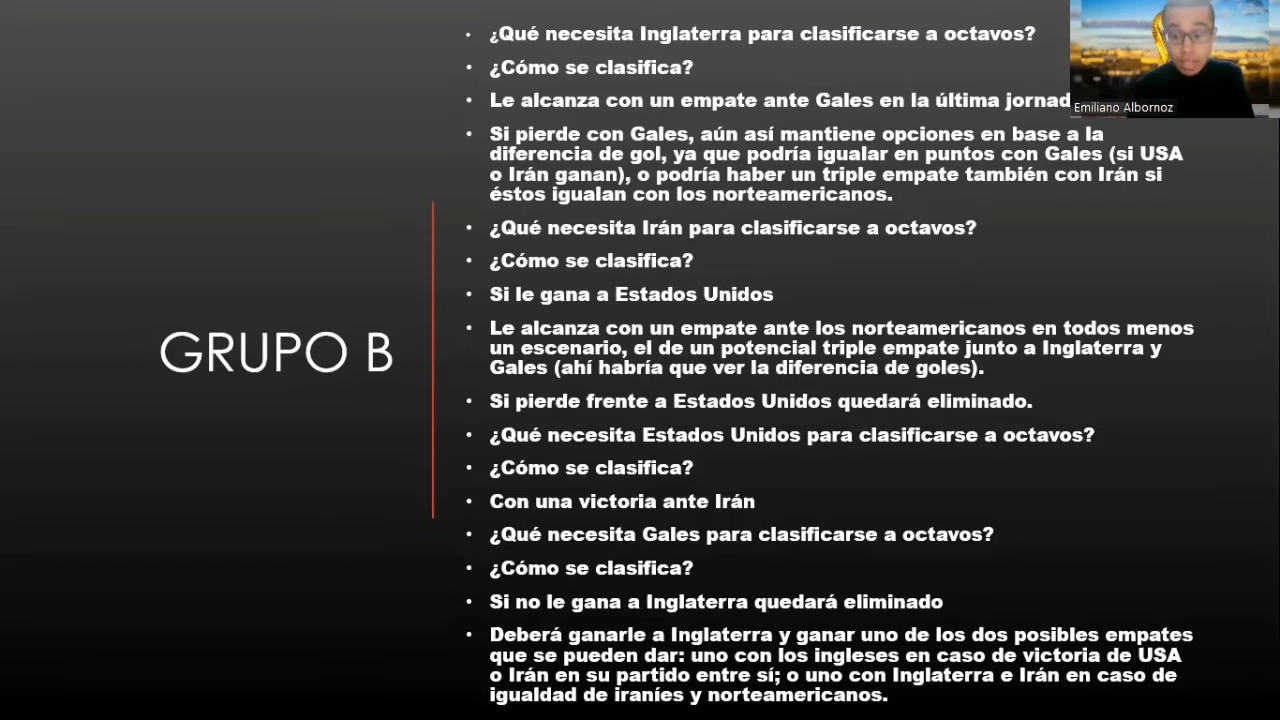 ¿Qué necesita Inglaterra para clasificarse a octavos?
¿Cómo se clasifica?
Le alcanza con un empate ante Gales en la última jornad
Emiliano Albornoz
Si pierde con Gales, aún así mantiene opciones en base a la
diferencia de gol, ya que podría igualar en puntos con Gales (si USA
o Irán ganan), o podría haber un triple empate también con Irán si
éstos igualan con los norteamericanos.
¿Qué necesita Irán para clasificarse a octavos?
¿Cómo se clasifica?
Si le gana a Estados Unidos
Le alcanza con un empate ante los norteamericanos en todos menos
un escenario, el de un potencial triple empate junto a Inglaterra y
Gales (ahí habría que ver la diferencia de goles).
GRUPO B
Si pierde frente a Estados Unidos quedará eliminado.
¿Qué necesita Estados Unidos para clasificarse a octavos?
¿Cómo se clasifica?
Con una victoria ante Irán
¿Qué necesita Gales para clasificarse a octavos?
¿Cómo se clasifica?
Si no le gana a Inglaterra quedará eliminado
Deberá ganarle a Inglaterra y ganar uno de los dos posibles empates
que se pueden dar: uno con los ingleses en caso de victoria de USA
o Irán en su partido entre sí; o uno con Inglaterra e Irán en caso de
igualdad de iraníes y norteamericanos.